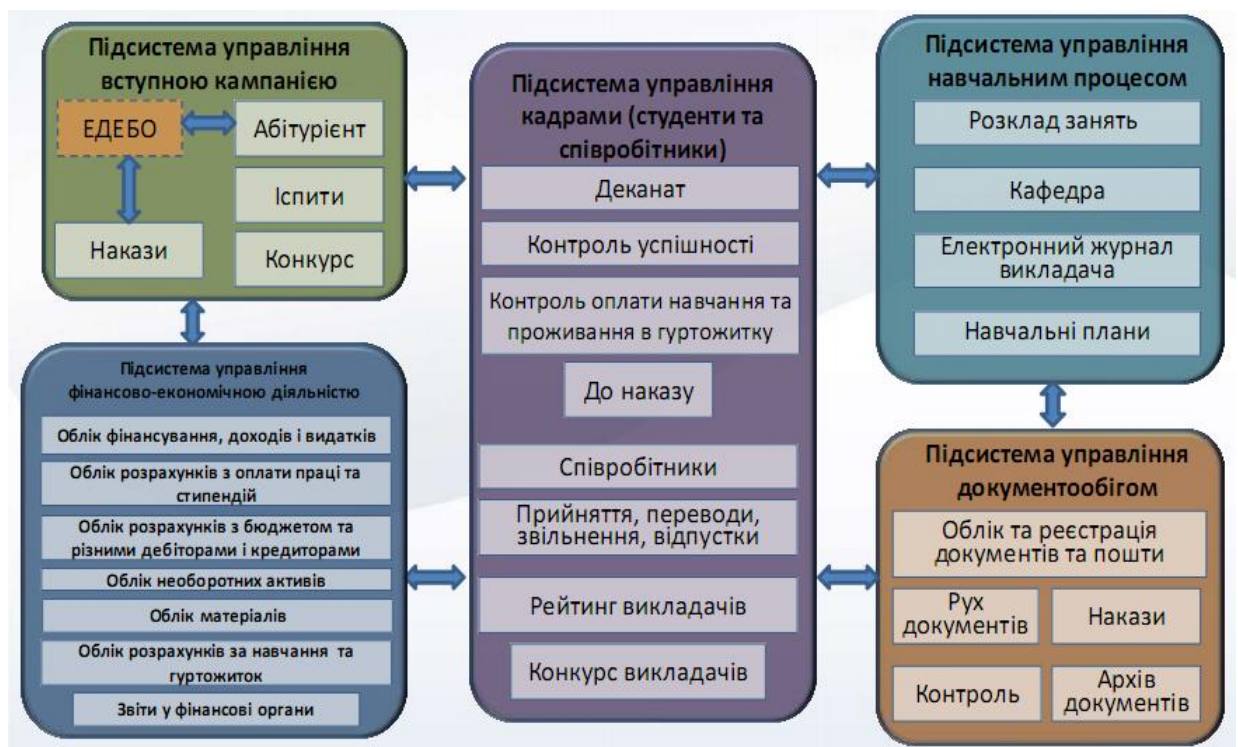 Підсистема управління
вступною кампанією
ЕДЕБО
Абітурієнт
Іспити
Накази
Конкурс
Підсистема управління
фінансово-економічною діяльністю
Облік фінансування, доходів і видатків
Облік розрахунків з оплати праці та
стипендій
Облік розрахунків з бюджетом та
різними дебіторами і кредиторами
Облік необоротних активів
Облік матеріалів
Облік розрахунків за навчання та
гуртожиток
Звіти у фінансові органи
Підсистема управління
кадрами (студенти та
співробітники)
Деканат
Контроль успішності
Контроль оплати навчання та
проживання в гуртожитку
До наказу
Співробітники
Прийняття, переводи,
звільнення, відпустки
Рейтинг викладачів
Конкурс викладачів
Підсистема управління
навчальним процесом
Розклад занять
Кафедра
Електронний журнал
викладача
Навчальні плани
Підсистема управління
документообігом
Облік та реєстрація
документів та пошти
Рух
документів
Накази
Контроль
Архів
документів